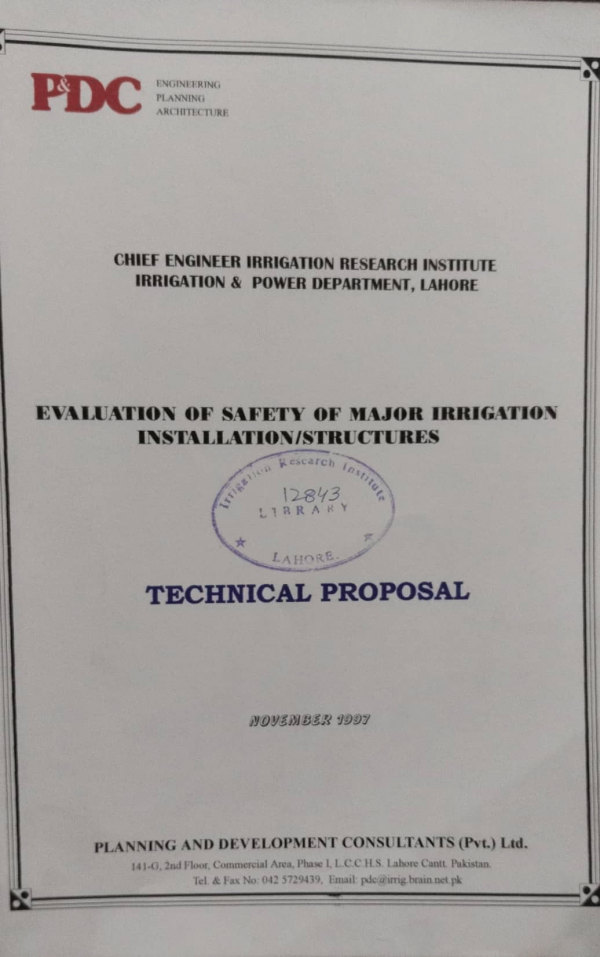 P&DC
ENGINEERING
PLANNING
ARCHITECTURE
CHIEF ENGINEER IRRIGATION RESEARCH INSTITUTE
IRRIGATION & POWER DEPARTMENT, LAHORE
EVALUATION OF SAFETY OF MAJOR IRRIGATION
INSTALLATION/STRUCTURES
Irrigation Research Institute
12843
LIBRARY
LAHORE.
TECHNICAL PROPOSAL
NOVEMBER 1997
PLANNING AND DEVELOPMENT CONSULTANTS (Pvt.) Ltd.
141-G, 2nd Floor, Commercial Area, Phase I, L.C.C.H.S. Lahore Cantt. Pakistan.
Tel. & Fax No: 042 5729439, Email: pdc@irrig.brain.net.pk